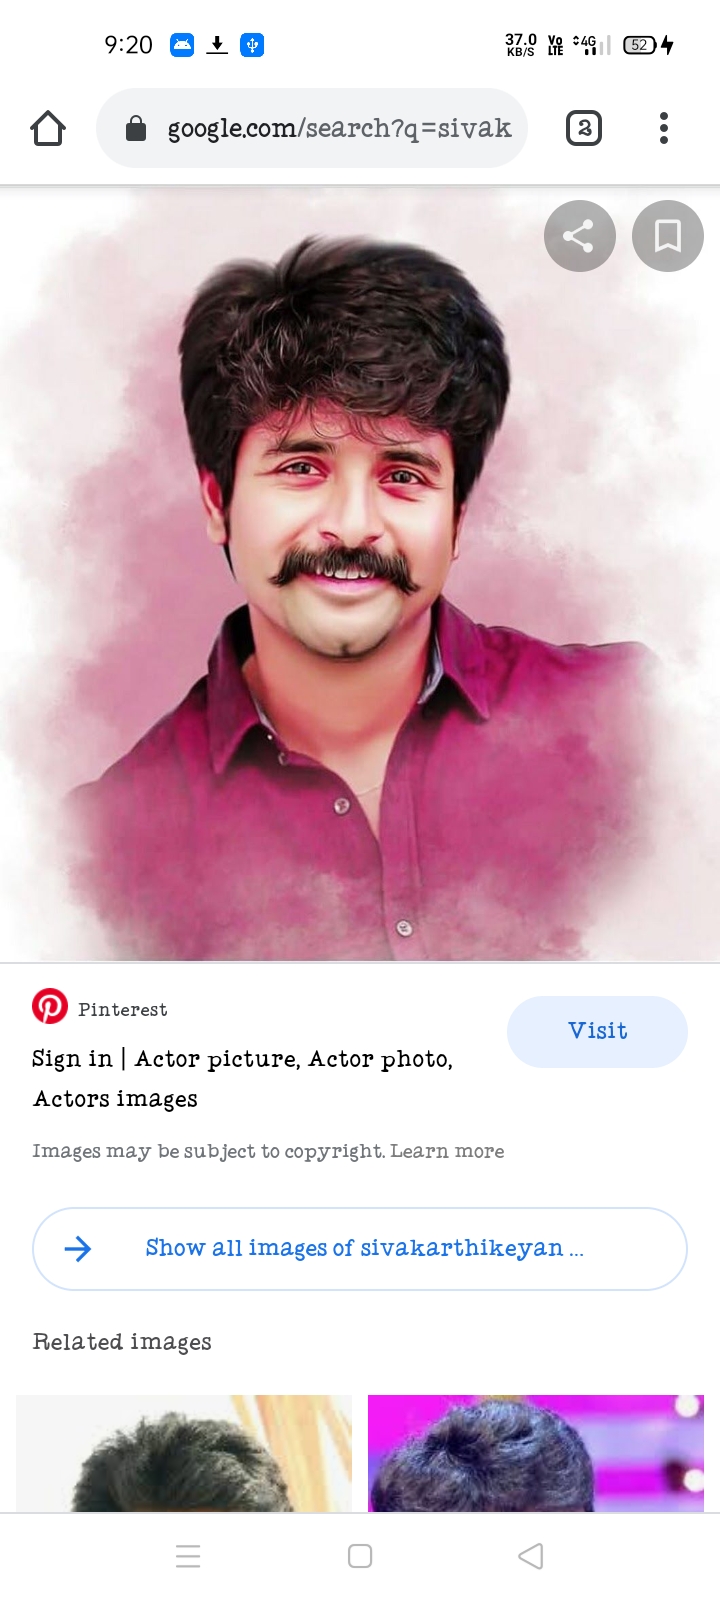 9:20
37.0 KB/S Vo LTE 4G 52
google.com/search?q=sivak
2
Pinterest
Visit
Sign in | Actor picture, Actor photo,
Actors images
Images may be subject to copyright. Learn more
Show all images of sivakarthikeyan ...
Related images